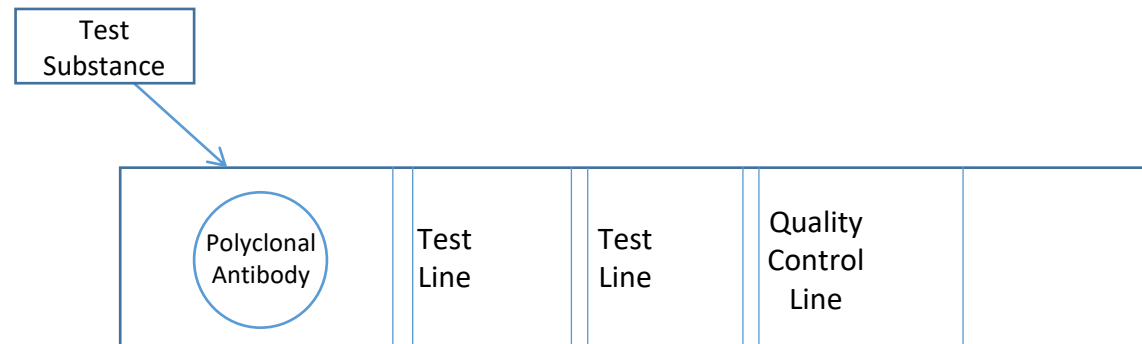 Test
Substance
Polyclonal
Antibody
Test
Line
Test
Line
Quality
Control
Line